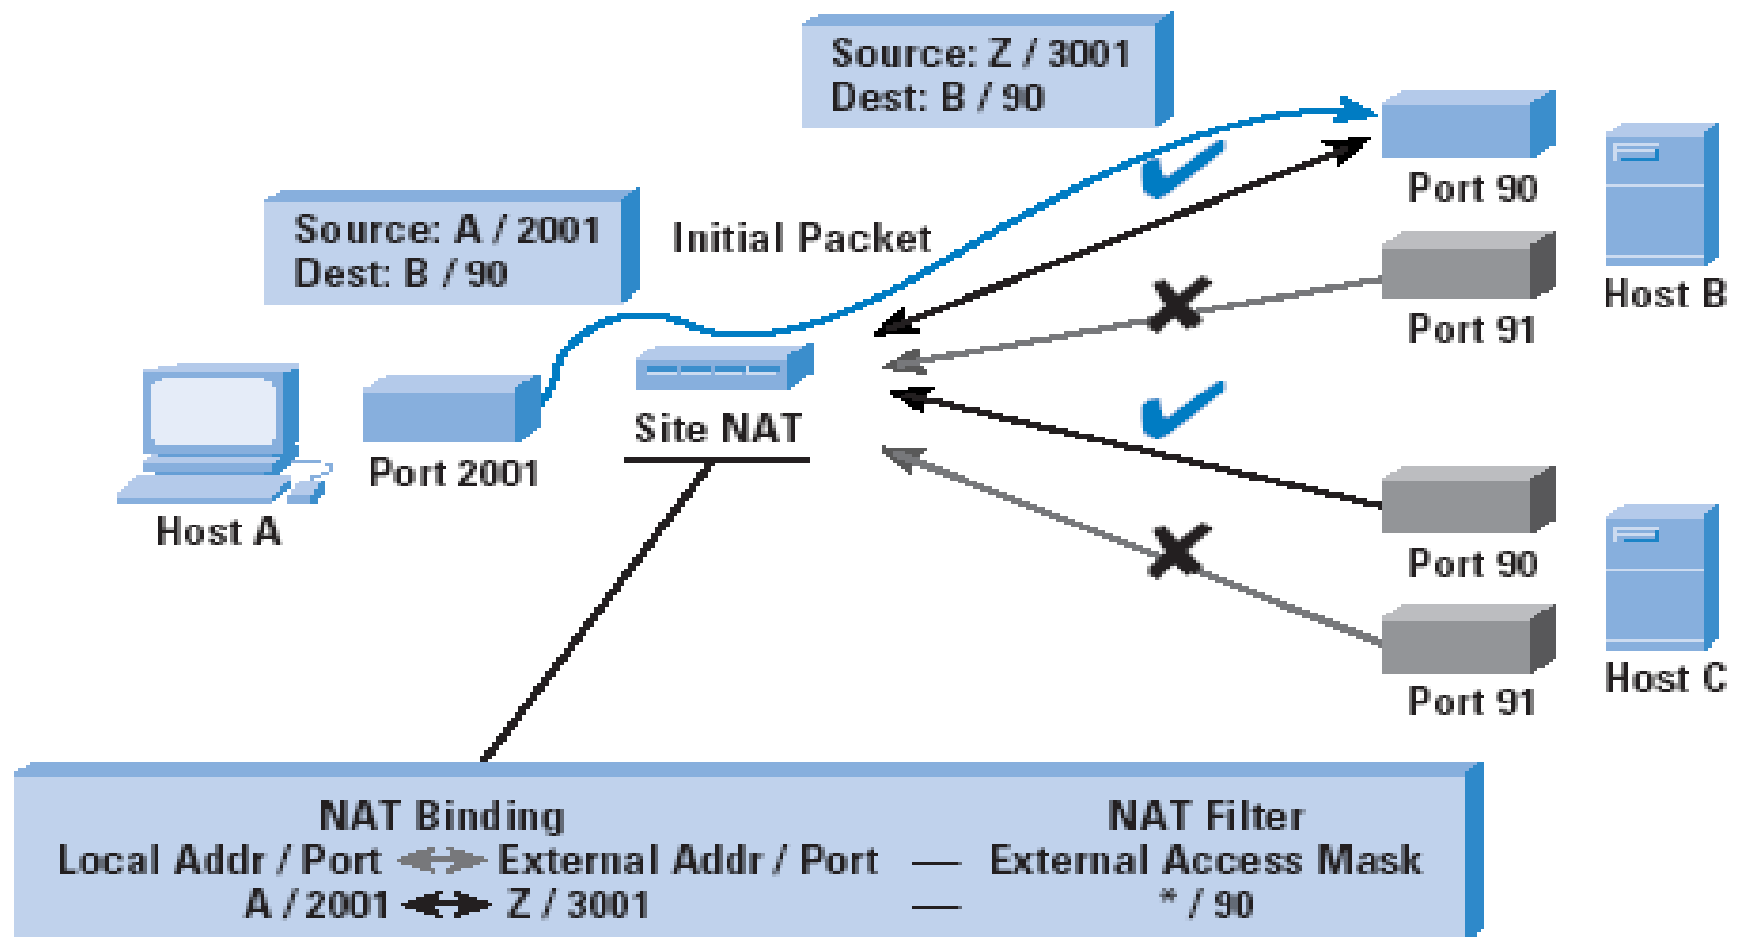 Source: Z / 3001
Dest: B / 90
Port 90
Source: A / 2001
Dest: B / 90
Initial Packet
Host B
Port 91
Site NAT
Port 2001
Host A
Port 90
Host C
Port 91
NAT Binding NAT Filter
Local Addr / Port External Addr / Port — External Access Mask
A / 2001 Z / 3001 — * / 90